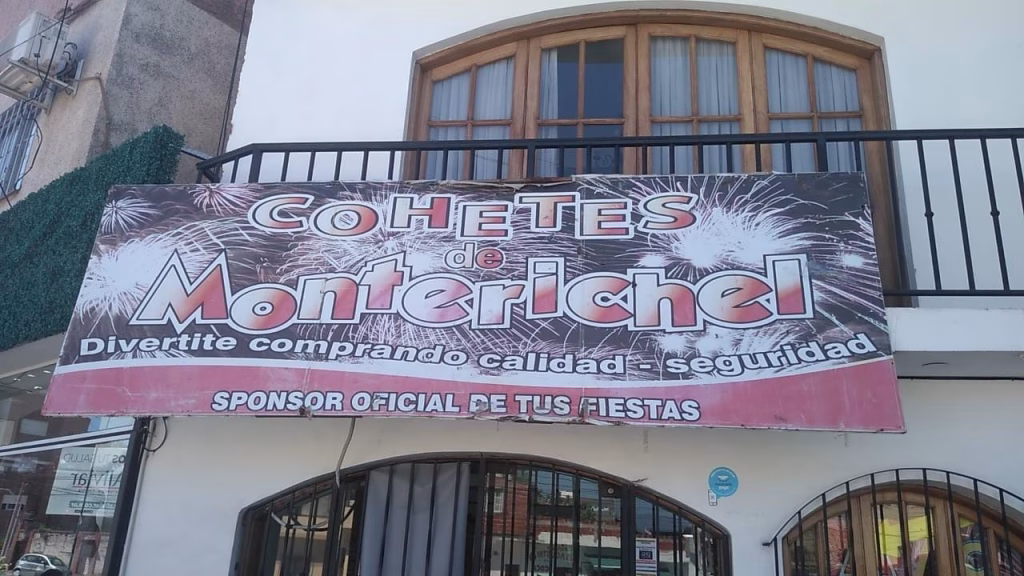 COHETES
de
Monterichel
Divertite comprando calidad - seguridad
SPONSOR OFICIAL DE TUS FIESTAS